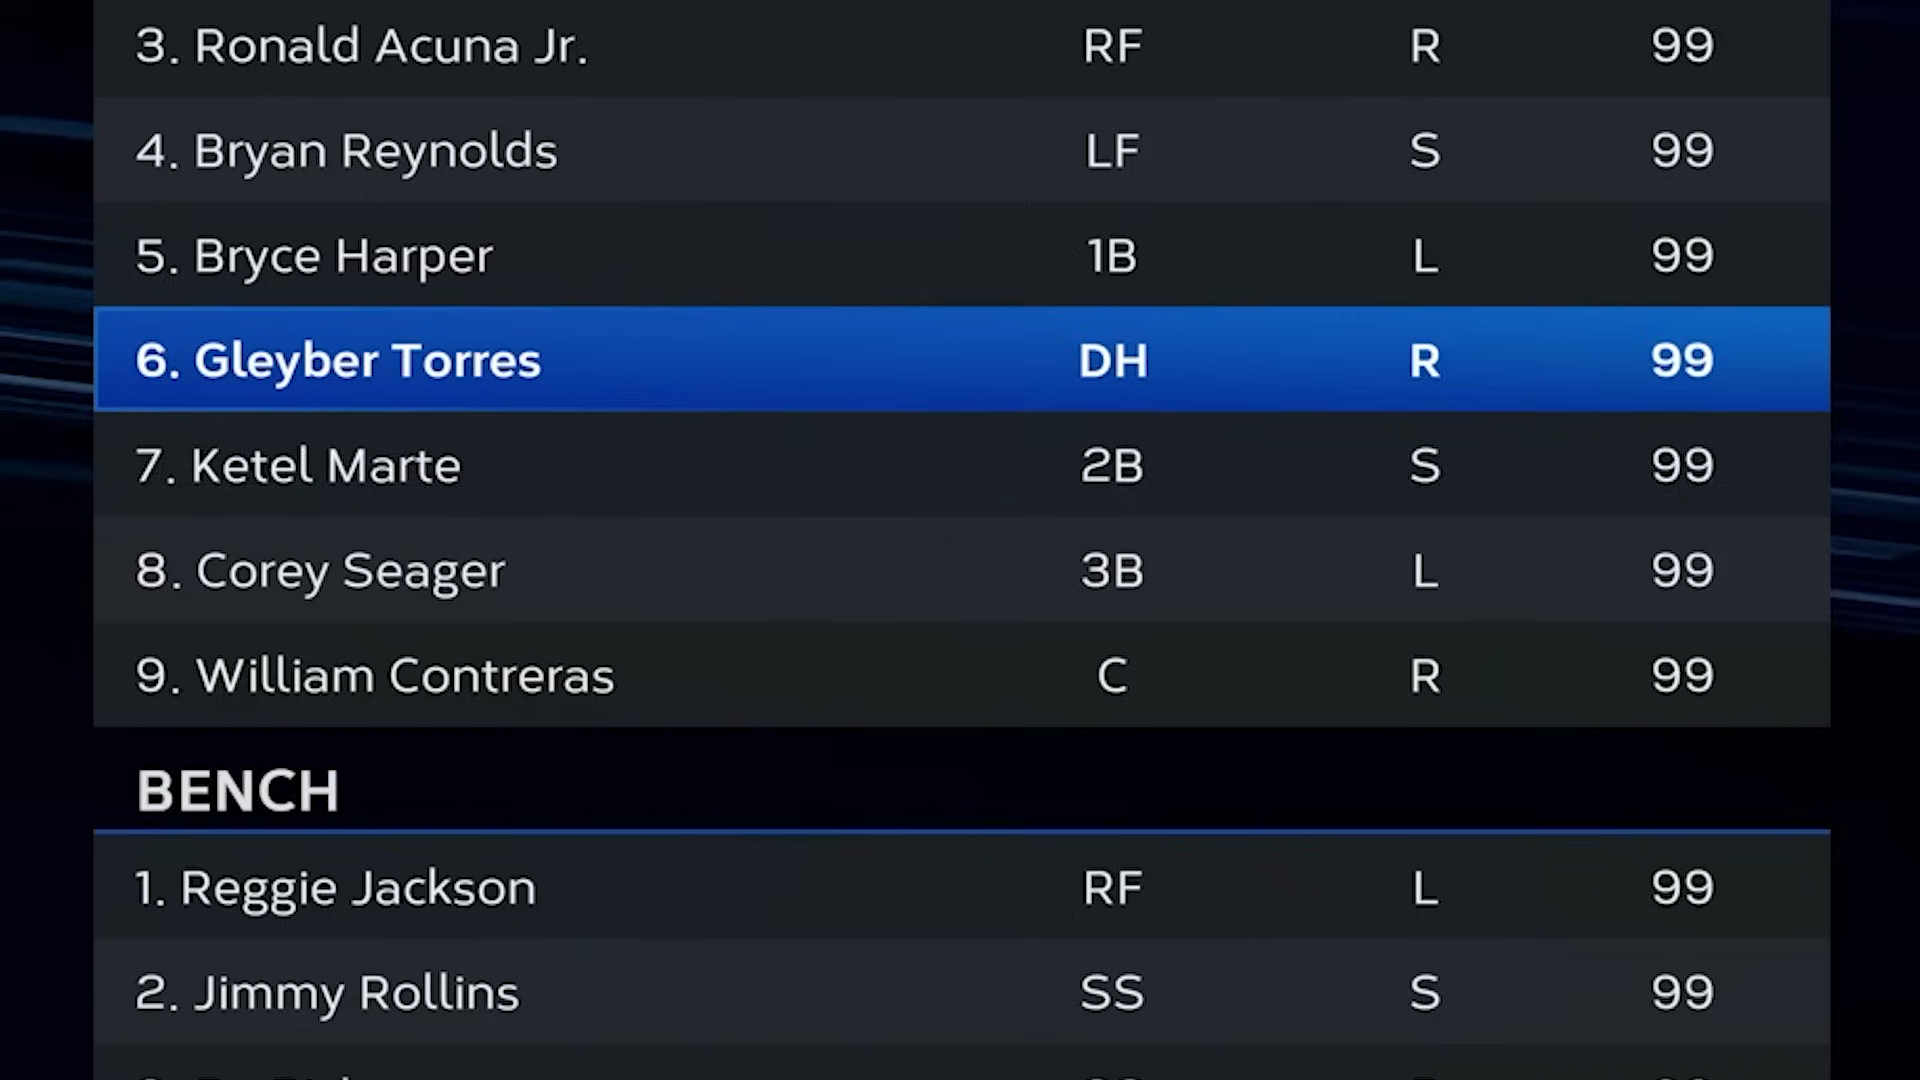 3. Ronald Acuna Jr. RF R 99
4. Bryan Reynolds LF S 99
5. Bryce Harper 1B L 99
6. Gleyber Torres DH R 99
7. Ketel Marte 2B S 99
8. Corey Seager 3B L 99
9. William Contreras C R 99
BENCH
1. Reggie Jackson RF L 99
2. Jimmy Rollins SS S 99